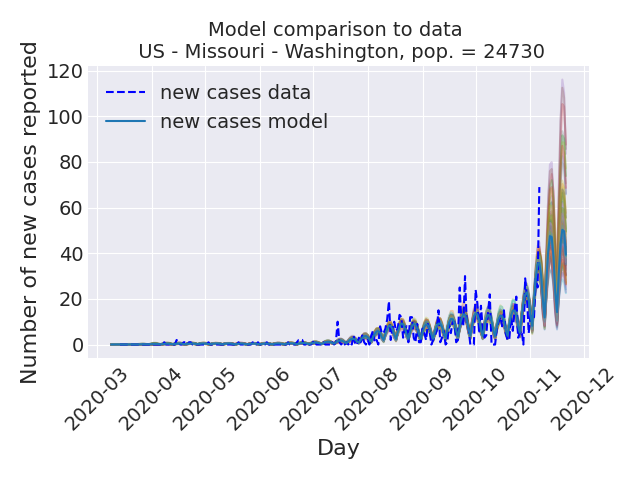 Model comparison to data
US - Missouri - Washington, pop. = 24730
Number of new cases reported
120
100
80
60
40
20
0
new cases data
new cases model
2020-03
2020-04
2020-05
2020-06
2020-07
2020-08
2020-09
2020-10
2020-11
2020-12
Day